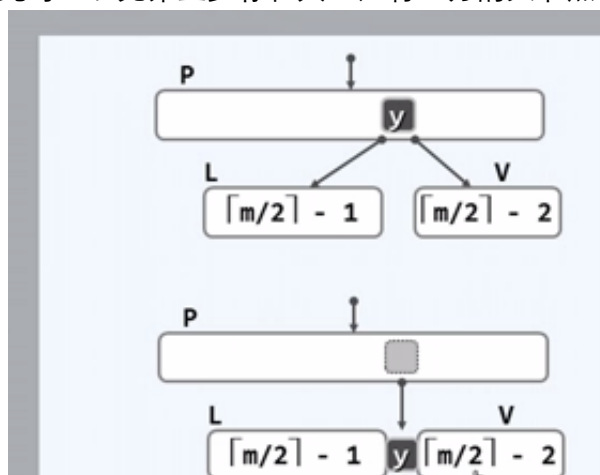 P
y
L V
⌈m/2⌉ - 1 ⌈m/2⌉ - 2
P
L V
⌈m/2⌉ - 1 y ⌈m/2⌉ - 2